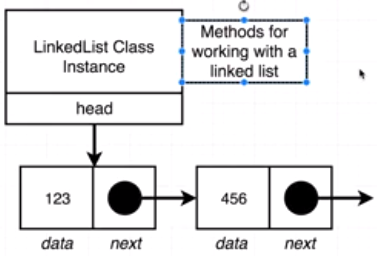 LinkedList Class
Instance
Methods for
working with a
linked list
head
123
456
data
next
data
next